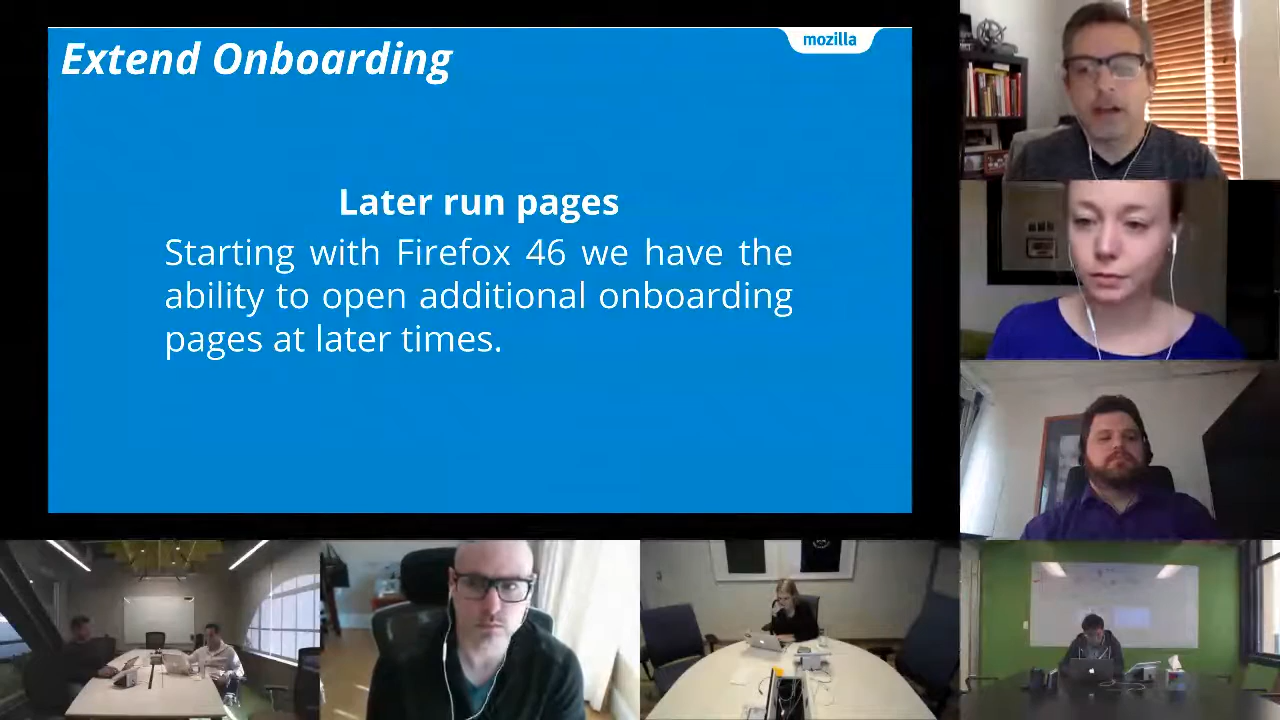 Extend Onboarding
mozilla
Later run pages
Starting with Firefox 46 we have the
ability to open additional onboarding
pages at later times.